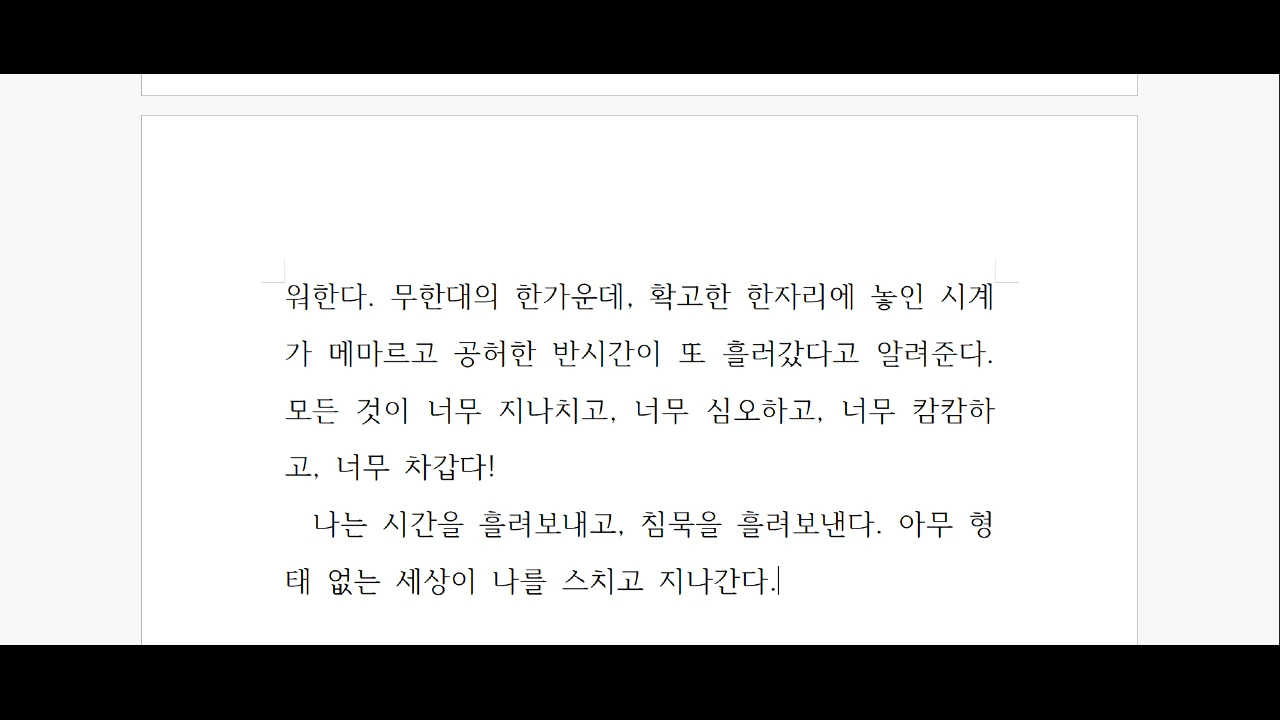 워한다. 무한대의 한가운데, 확고한 한자리에 놓인 시계
가 메마르고 공허한 반시간이 또 흘러갔다고 알려준다.
모든 것이 너무 지나치고, 너무 심오하고, 너무 캄캄하
고, 너무 차갑다!
나는 시간을 흘려보내고, 침묵을 흘려보낸다. 아무 형
태 없는 세상이 나를 스치고 지나간다.